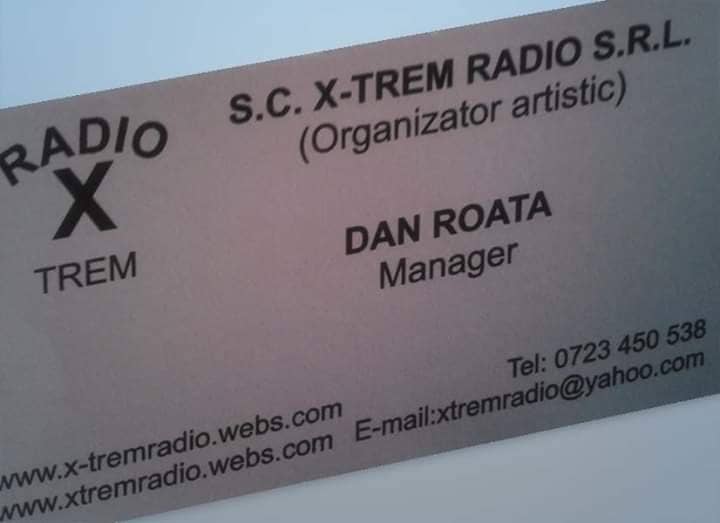 RADIO
X
TREM
S.C. X-TREM RADIO S.R.L.
(Organizator artistic)
DAN ROATA
Manager
Tel: 0723 450 538
E-mail:xtremradio@yahoo.com
www.x-tremradio.webs.com
www.xtremradio.webs.com